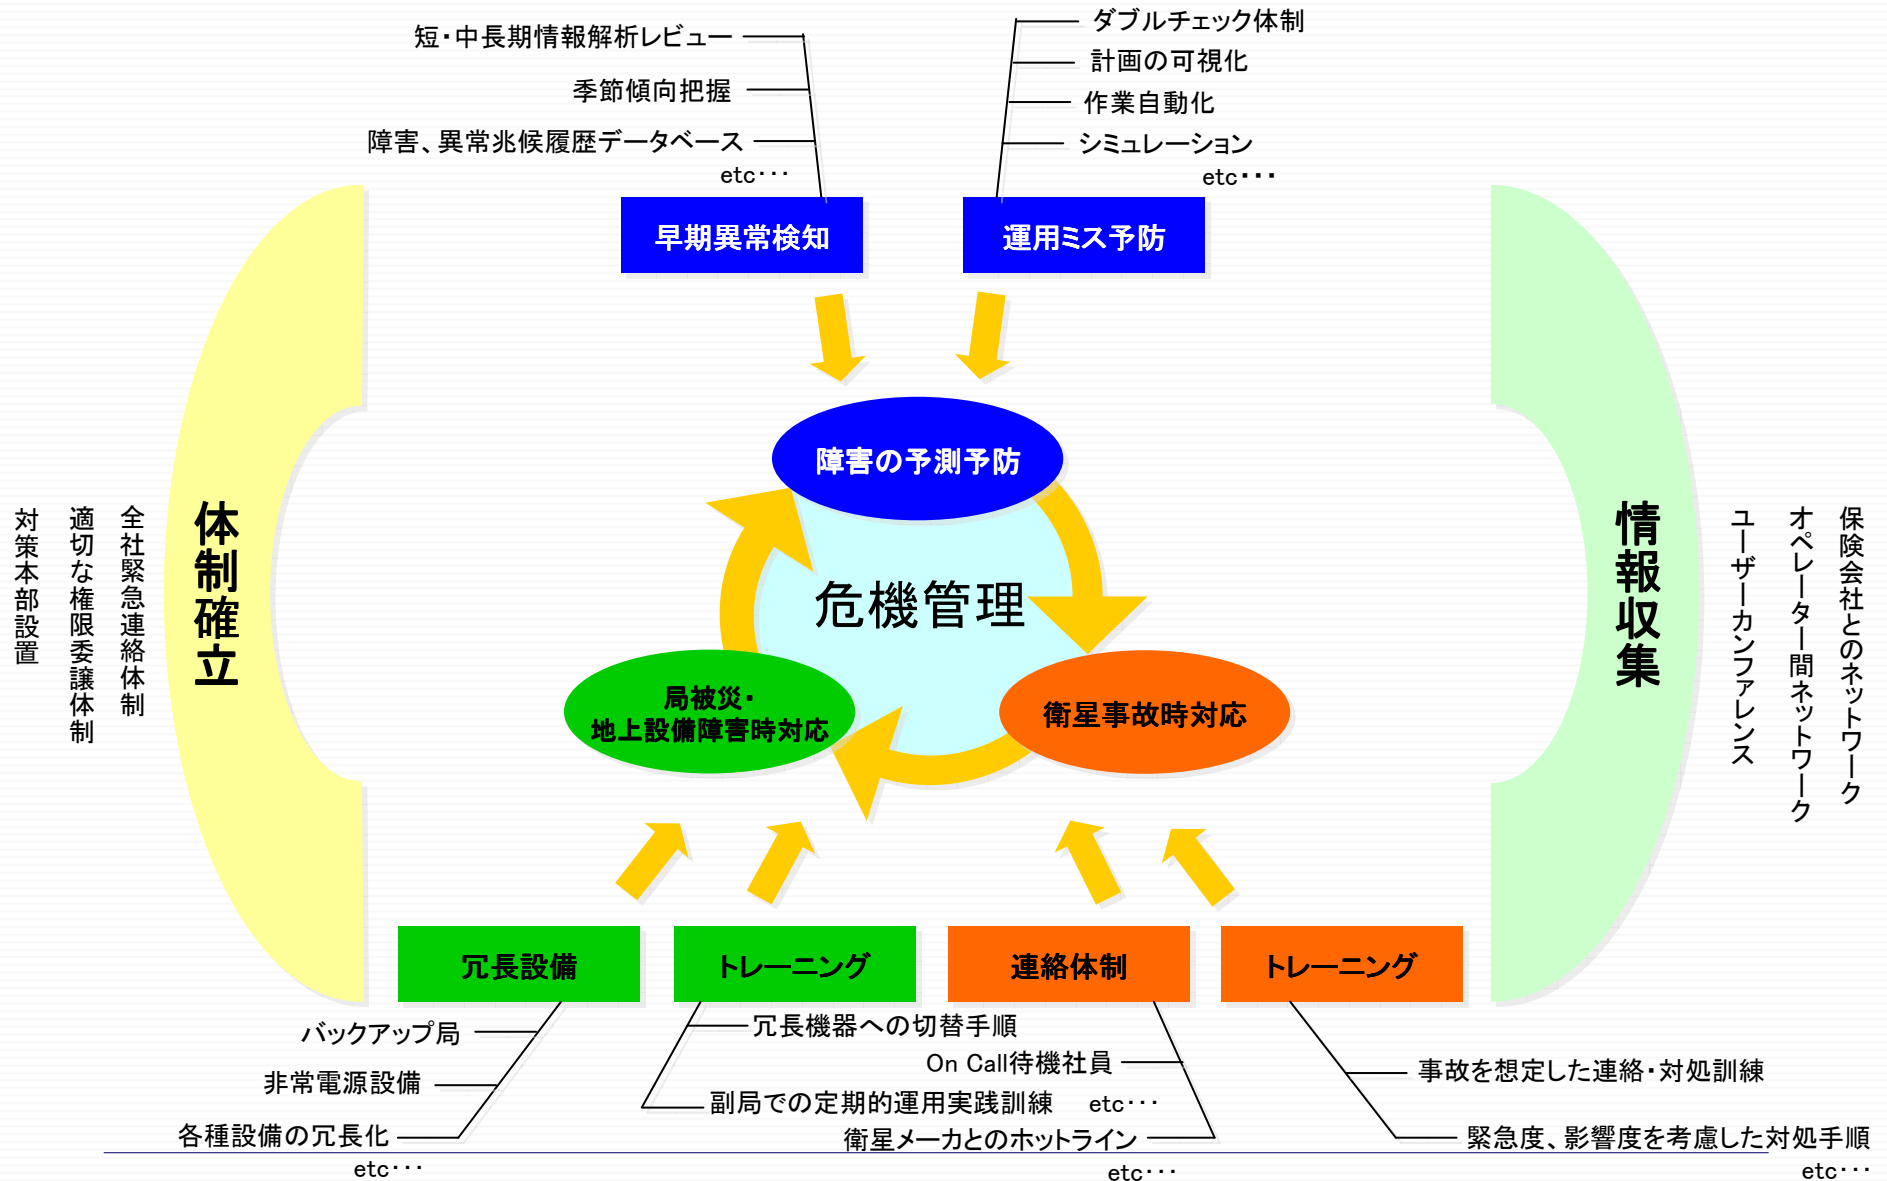 短・中長期情報解析レビュー
季節傾向把握
障害、異常兆候履歴データベース
etc・・・
ダブルチェック体制
計画の可視化
作業自動化
シミュレーション
etc・・・
早期異常検知
運用ミス予防
障害の予測予防
危機管理
局被災・
地上設備障害時対応
衛星事故時対応
体制確立
全社緊急連絡体制
適切な権限委譲体制
対策本部設置
情報収集
保険会社とのネットワーク
オペレーター間ネットワーク
ユーザーカンファレンス
冗長設備
トレーニング
連絡体制
トレーニング
バックアップ局
非常電源設備
各種設備の冗長化
etc・・・
冗長機器への切替手順
副局での定期的運用実践訓練
etc・・・
On Call待機社員
衛星メーカとのホットライン
etc・・・
事故を想定した連絡・対処訓練
緊急度、影響度を考慮した対処手順
etc・・・